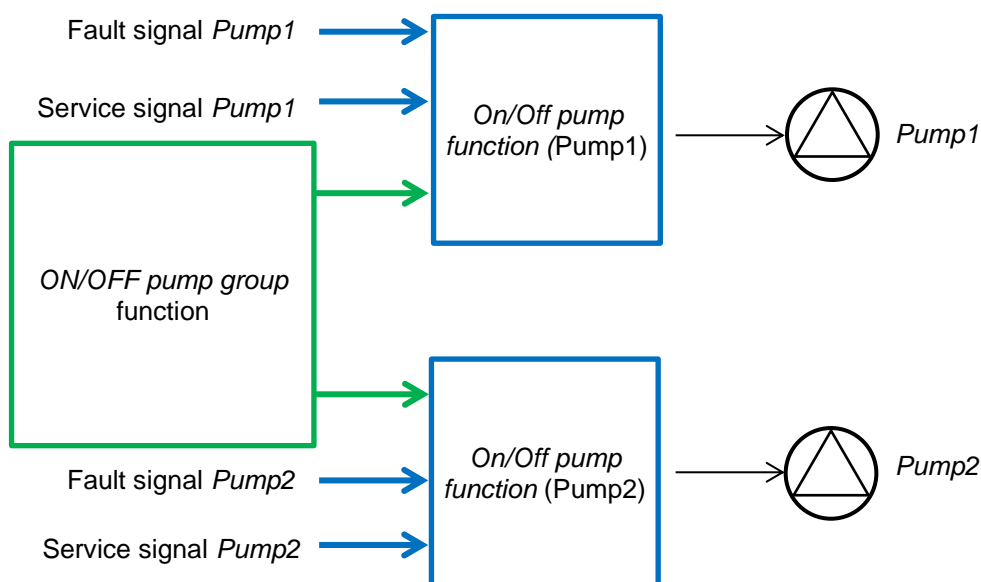 Fault signal Pump1
Service signal Pump1
On/Off pump
function (Pump1)
Pump1
ON/OFF pump group
function
On/Off pump
function (Pump2)
Pump2
Fault signal Pump2
Service signal Pump2